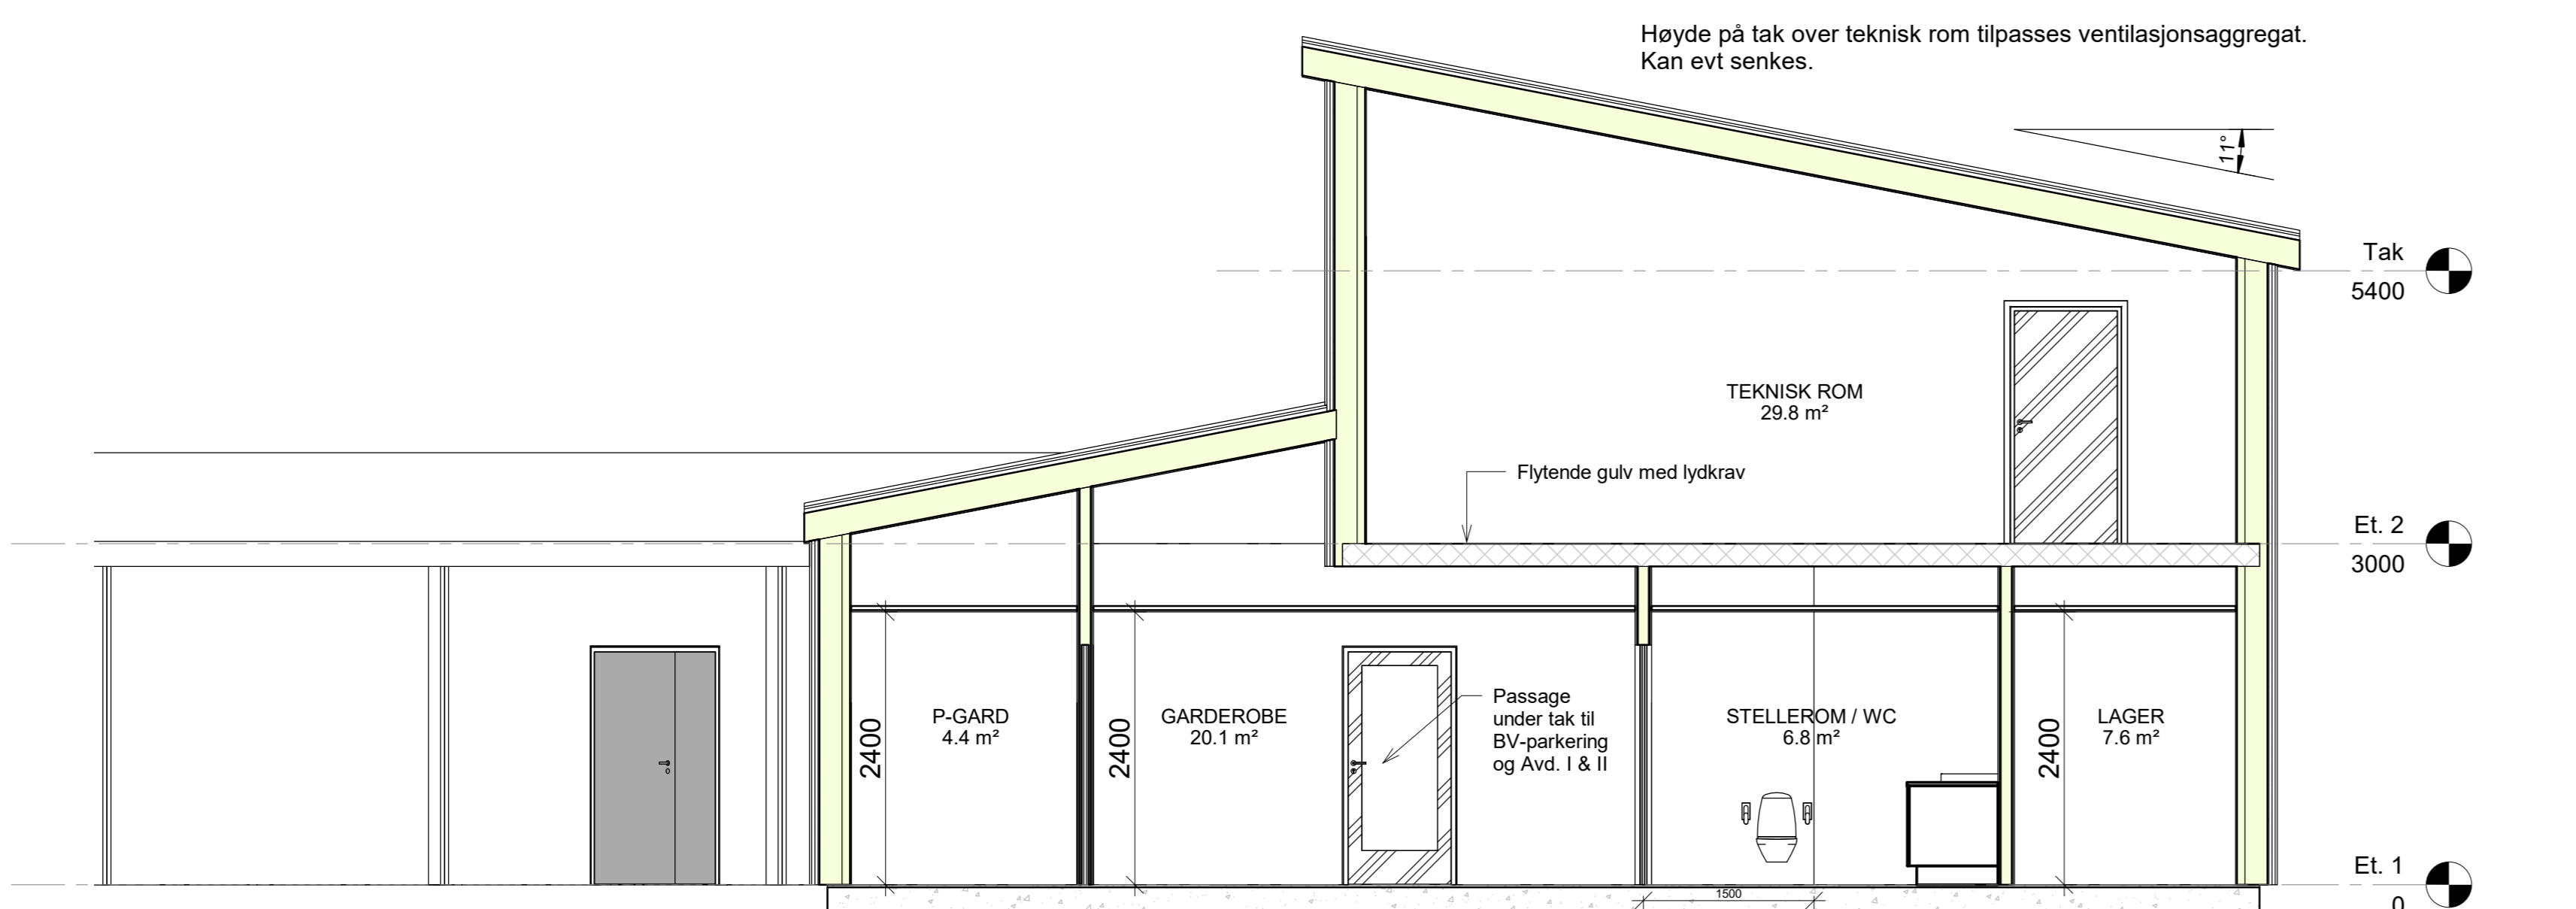 Høyde på tak over teknisk rom tilpasses ventilasjonsaggregat.
Kan evt senkes.
11°
Tak
5400
TEKNISK ROM
29.8 m²
Flytende gulv med lydkrav
Et. 2
3000
P-GARD
4.4 m²
2400
GARDEROBE
20.1 m²
2400
Passage
under tak til
BV-parkering
og Avd. I & II
STELLEROM / WC
6.8 m²
LAGER
7.6 m²
2400
1500
Et. 1
0